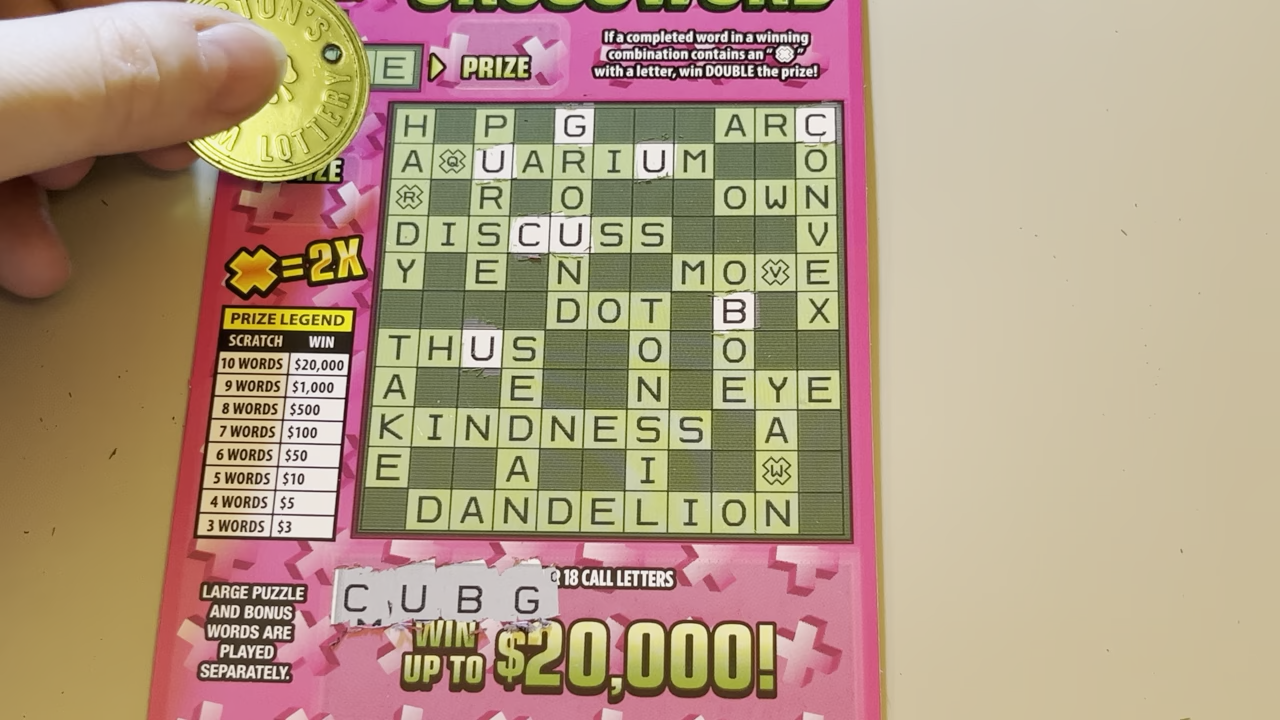 CROSSWORD
TON'S
M LOTTERY
E PRIZE
If a completed word in a winning
combination contains an " "
with a letter, win DOUBLE the prize!
H P G A R C
A Q U A R I U M O
R R O O W N
D I S C U S S V
Y E N M O V E
D O T B X
T H U S O O
A E N E Y E
K I N D N E S S A
E A I W
D A N D E L I O N
=2X
PRIZE LEGEND
SCRATCH WIN
10 WORDS $20,000
9 WORDS $1,000
8 WORDS $500
7 WORDS $100
6 WORDS $50
5 WORDS $10
4 WORDS $5
3 WORDS $3
C U B G
18 CALL LETTERS
LARGE PUZZLE
AND BONUS
WORDS ARE
PLAYED
SEPARATELY.
WIN
UP TO $20,000!